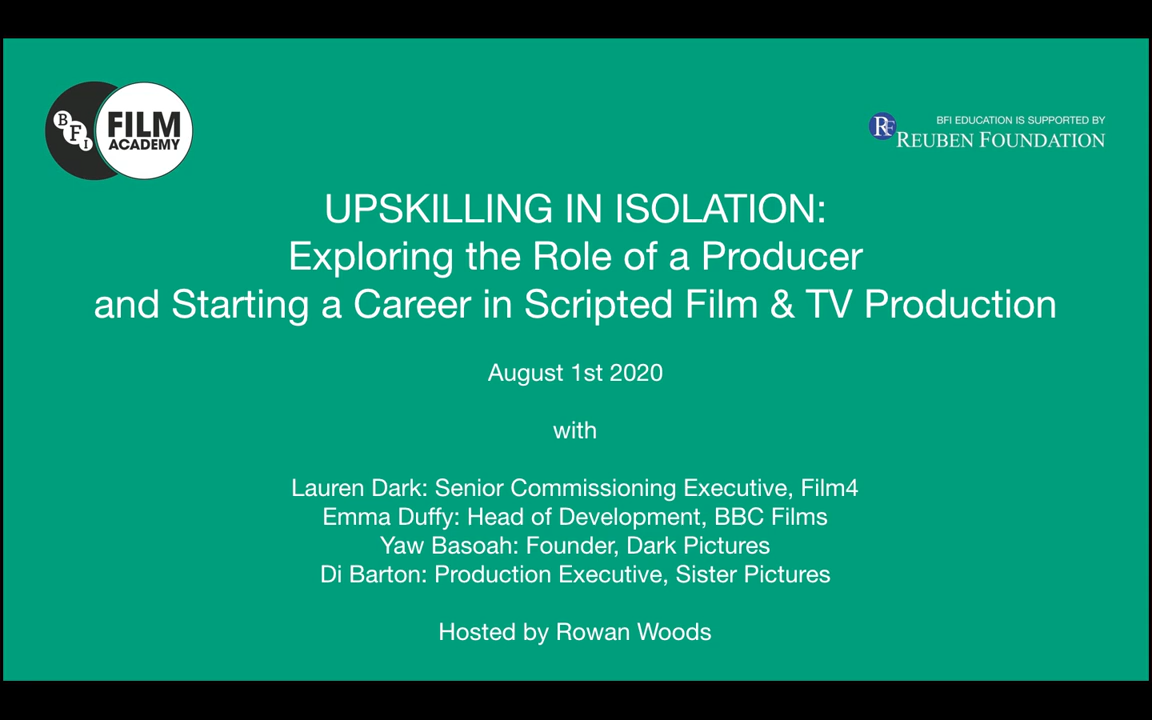 BFI
FILM
ACADEMY
BFI EDUCATION IS SUPPORTED BY
RF
REUBEN FOUNDATION
UPSKILLING IN ISOLATION:
Exploring the Role of a Producer
and Starting a Career in Scripted Film & TV Production
August 1st 2020
with
Lauren Dark: Senior Commissioning Executive, Film4
Emma Duffy: Head of Development, BBC Films
Yaw Basoah: Founder, Dark Pictures
Di Barton: Production Executive, Sister Pictures
Hosted by Rowan Woods